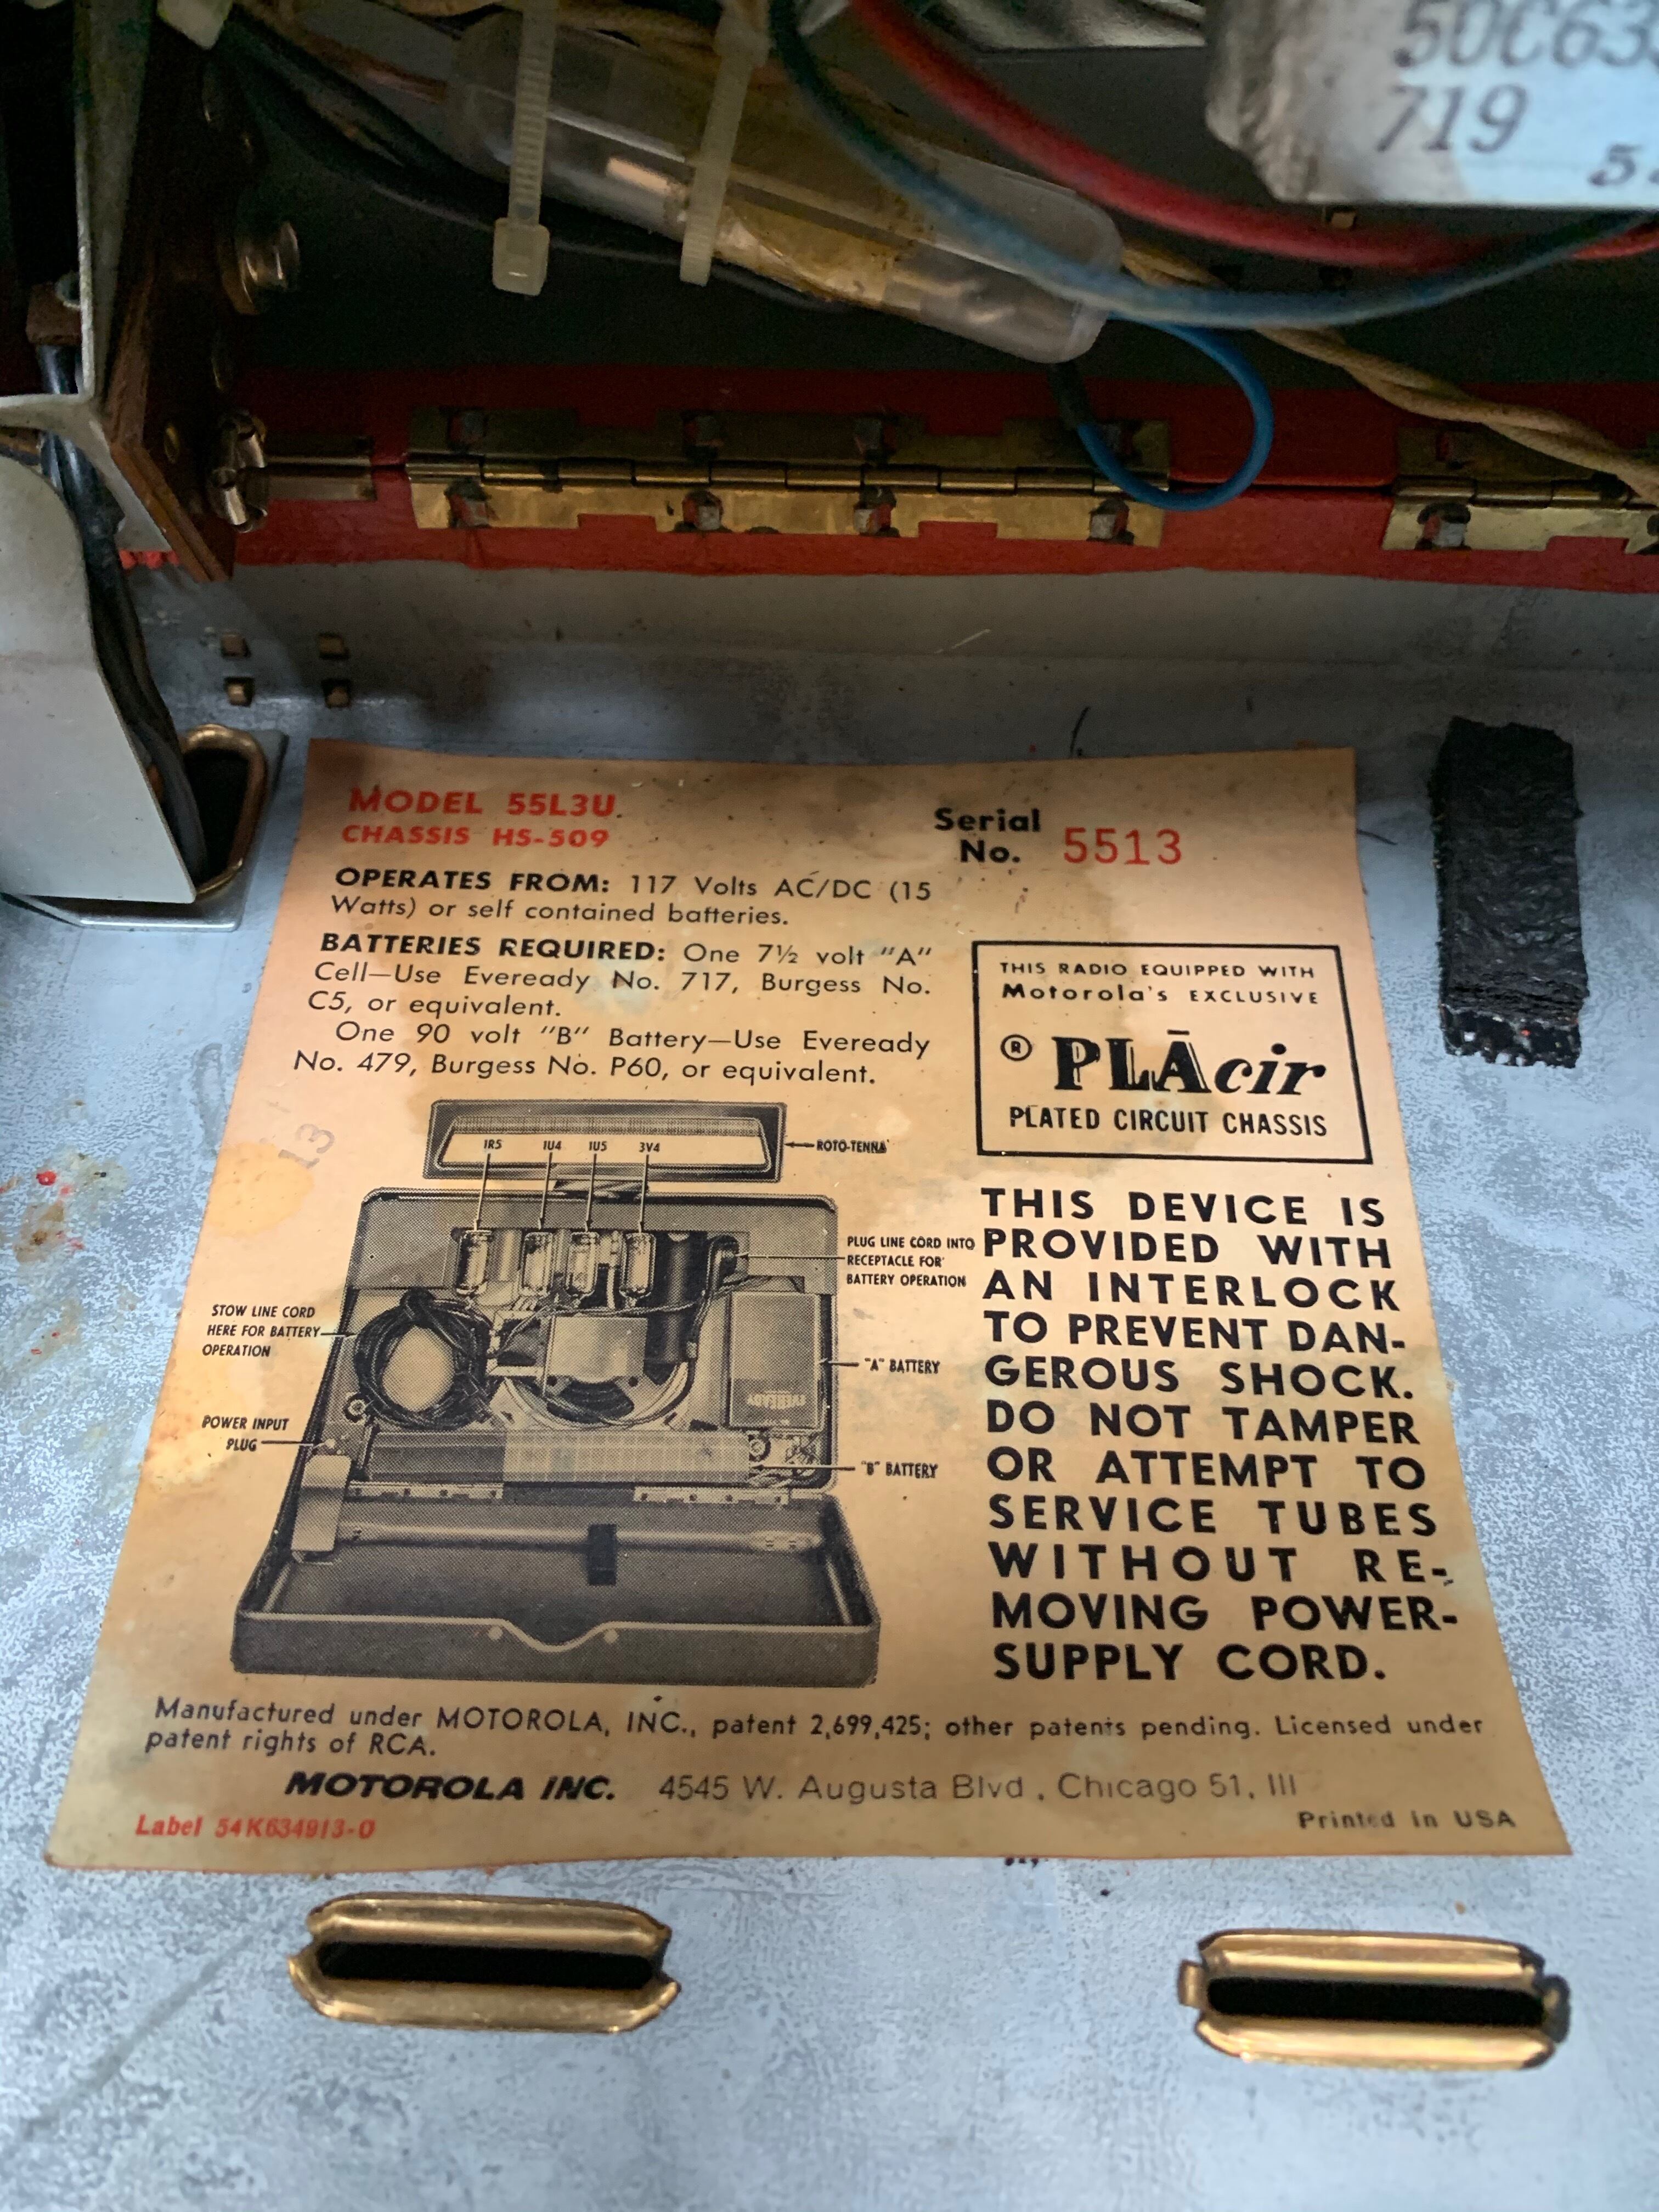 50C63
719
5
MODEL 55L3U.
CHASSIS HS-509
Serial
No. 5513
OPERATES FROM: 117 Volts AC/DC (15
Watts) or self contained batteries.
BATTERIES REQUIRED: One 7½ volt "A"
Cell—Use Eveready No. 717, Burgess No.
C5, or equivalent.
One 90 volt "B" Battery—Use Eveready
No. 479, Burgess No. P60, or equivalent.
13
THIS RADIO EQUIPPED WITH
Motorola's EXCLUSIVE
® PLĀcir
PLATED CIRCUIT CHASSIS
1R5 1U4 1U5 3V4
ROTO-TENNA
PLUG LINE CORD INTO
RECEPTACLE FOR
BATTERY OPERATION
STOW LINE CORD
HERE FOR BATTERY
OPERATION
"A" BATTERY
EVEREADY
POWER INPUT
PLUG
"B" BATTERY
THIS DEVICE IS
PROVIDED WITH
AN INTERLOCK
TO PREVENT DAN-
GEROUS SHOCK.
DO NOT TAMPER
OR ATTEMPT TO
SERVICE TUBES
WITHOUT RE-
MOVING POWER-
SUPPLY CORD.
Manufactured under MOTOROLA, INC., patent 2,699,425; other patents pending. Licensed under
patent rights of RCA.
MOTOROLA INC. 4545 W. Augusta Blvd., Chicago 51, Ill
Label 54K634913-O
Printed in USA